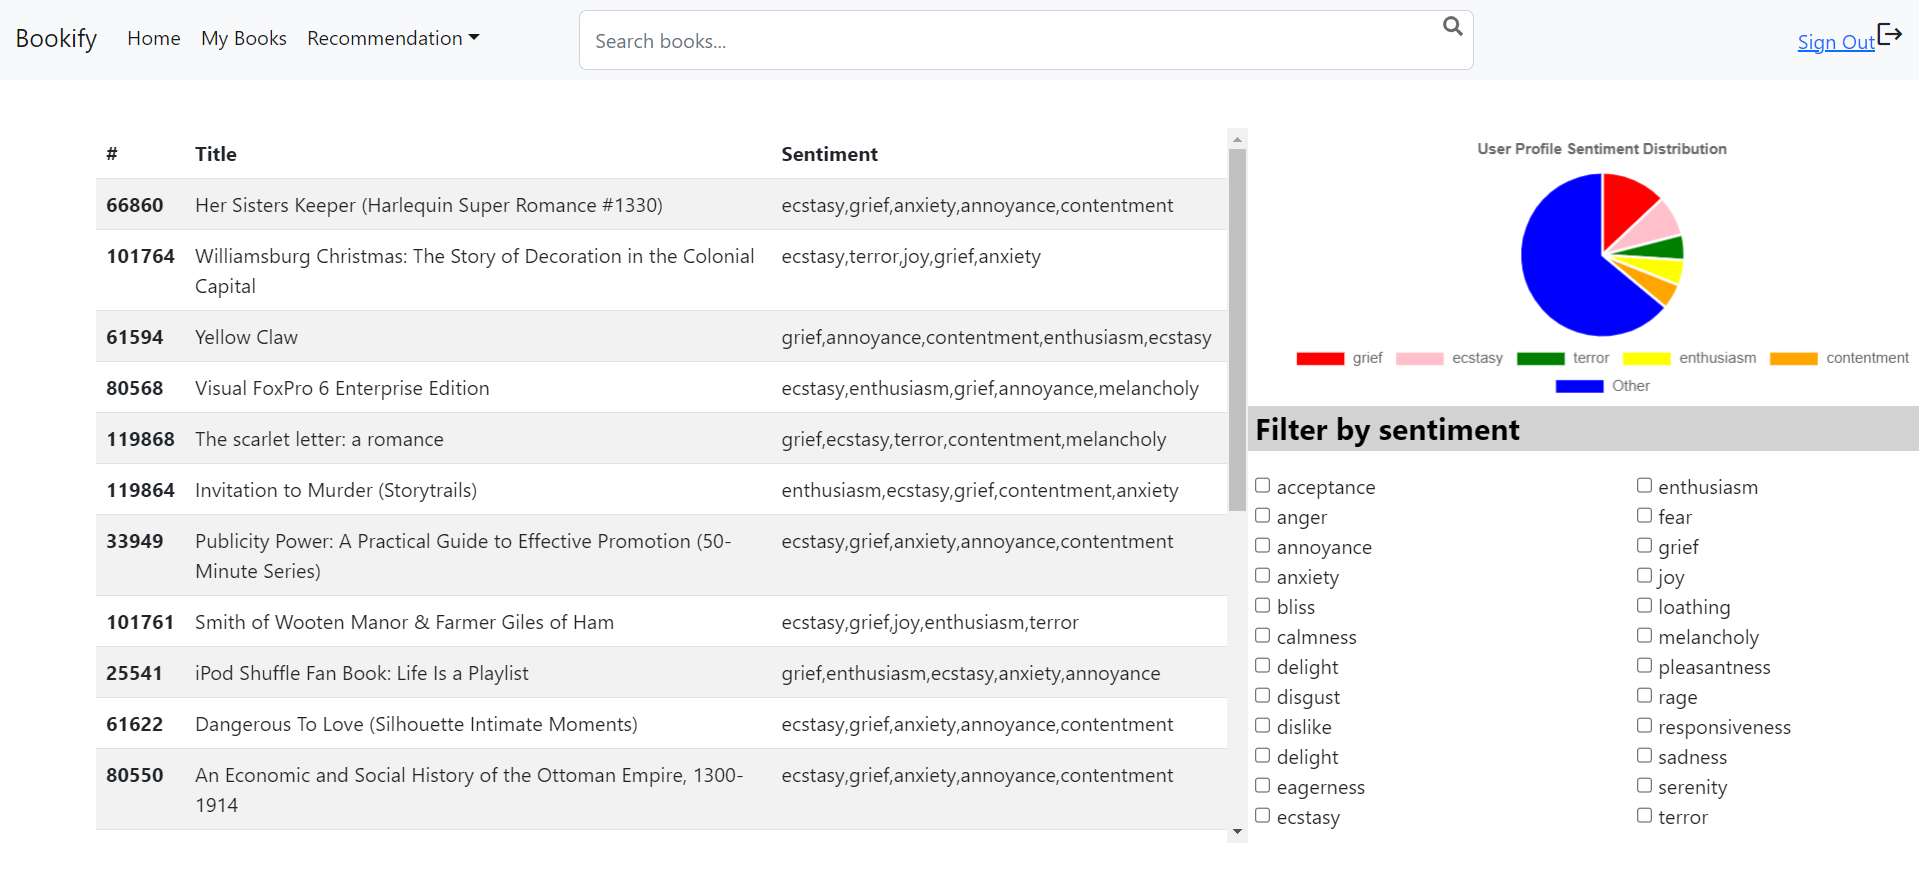 Bookify Home My Books Recommendation Search books... Sign Out
# Title Sentiment
66860 Her Sisters Keeper (Harlequin Super Romance #1330) ecstasy,grief,anxiety,annoyance,contentment
101764 Williamsburg Christmas: The Story of Decoration in the Colonial ecstasy,terror,joy,grief,anxiety
Capital
61594 Yellow Claw grief,annoyance,contentment,enthusiasm,ecstasy
80568 Visual FoxPro 6 Enterprise Edition ecstasy,enthusiasm,grief,annoyance,melancholy
119868 The scarlet letter: a romance grief,ecstasy,terror,contentment,melancholy
119864 Invitation to Murder (Storytrails) enthusiasm,ecstasy,grief,contentment,anxiety
33949 Publicity Power: A Practical Guide to Effective Promotion (50- ecstasy,grief,anxiety,annoyance,contentment
Minute Series)
101761 Smith of Wooten Manor & Farmer Giles of Ham ecstasy,grief,joy,enthusiasm,terror
25541 iPod Shuffle Fan Book: Life Is a Playlist grief,enthusiasm,ecstasy,anxiety,annoyance
61622 Dangerous To Love (Silhouette Intimate Moments) ecstasy,grief,anxiety,annoyance,contentment
80550 An Economic and Social History of the Ottoman Empire, 1300- ecstasy,grief,anxiety,annoyance,contentment
1914
User Profile Sentiment Distribution
grief ecstasy terror enthusiasm contentment
Other
Filter by sentiment
acceptance enthusiasm
anger fear
annoyance grief
anxiety joy
bliss loathing
calmness melancholy
delight pleasantness
disgust rage
dislike responsiveness
delight sadness
eagerness serenity
ecstasy terror